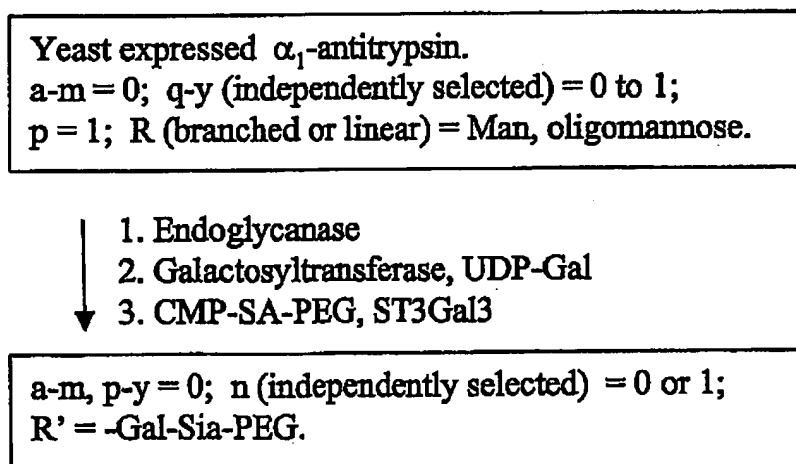 Yeast expressed α₁-antitrypsin.
a-m = 0; q-y (independently selected) = 0 to 1;
p = 1; R (branched or linear) = Man, oligomannose.
1. Endoglycanase
2. Galactosyltransferase, UDP-Gal
3. CMP-SA-PEG, ST3Gal3
a-m, p-y = 0; n (independently selected) = 0 or 1;
R’ = -Gal-Sia-PEG.